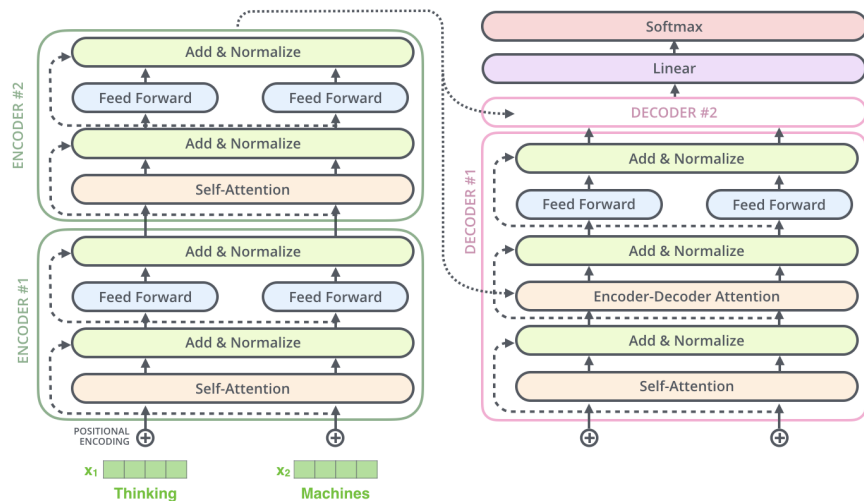 ENCODER #2
Add & Normalize
Feed Forward
Feed Forward
Add & Normalize
Self-Attention
ENCODER #1
Add & Normalize
Feed Forward
Feed Forward
Add & Normalize
Self-Attention
POSITIONAL
ENCODING
x₁
x₂
Thinking
Machines
Softmax
Linear
DECODER #2
DECODER #1
Add & Normalize
Feed Forward
Feed Forward
Add & Normalize
Encoder-Decoder Attention
Add & Normalize
Self-Attention